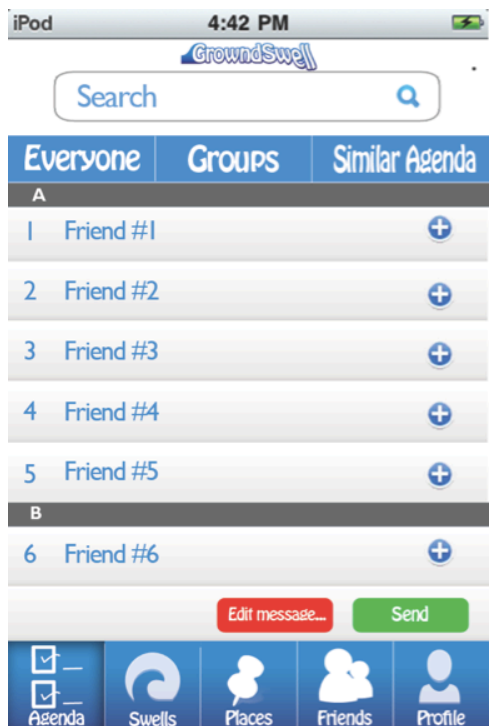 iPod 4:42 PM
GrowndSwell
Search
Everyone Groups Similar Agenda
A
1 Friend #1
2 Friend #2
3 Friend #3
4 Friend #4
5 Friend #5
B
6 Friend #6
Edit message... Send
Agenda Swells Places Friends Profile